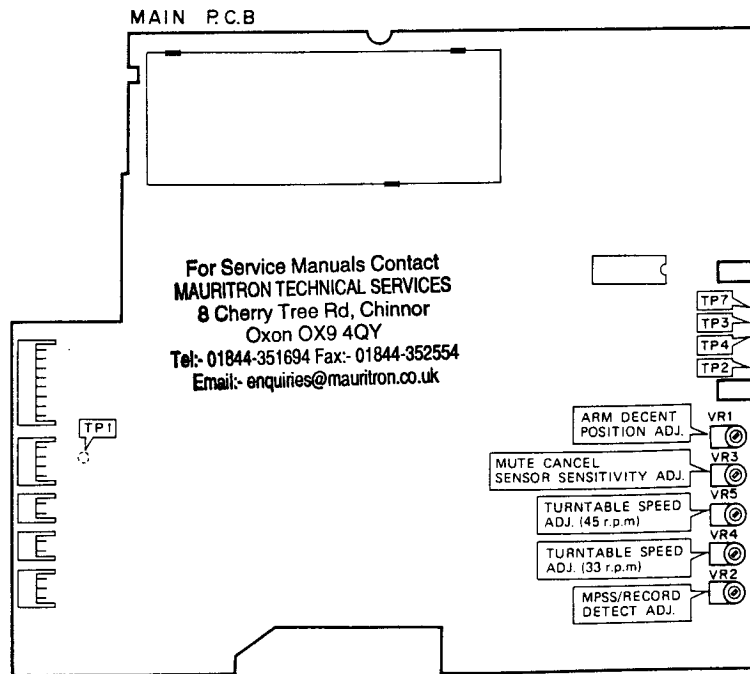 MAIN P.C.B
For Service Manuals Contact
MAURITRON TECHNICAL SERVICES
8 Cherry Tree Rd, Chinnor
Oxon OX9 4QY
Tel:- 01844-351694 Fax:- 01844-352554
Email:- enquiries@mauritron.co.uk
TP7
TP3
TP4
TP2
TP1
ARM DECENT
POSITION ADJ.
VR1
MUTE CANCEL
SENSOR SENSITIVITY ADJ.
VR3
TURNTABLE SPEED
ADJ. (45 r.p.m)
VR5
TURNTABLE SPEED
ADJ. (33 r.p.m)
VR4
MPSS/RECORD
DETECT ADJ.
VR2